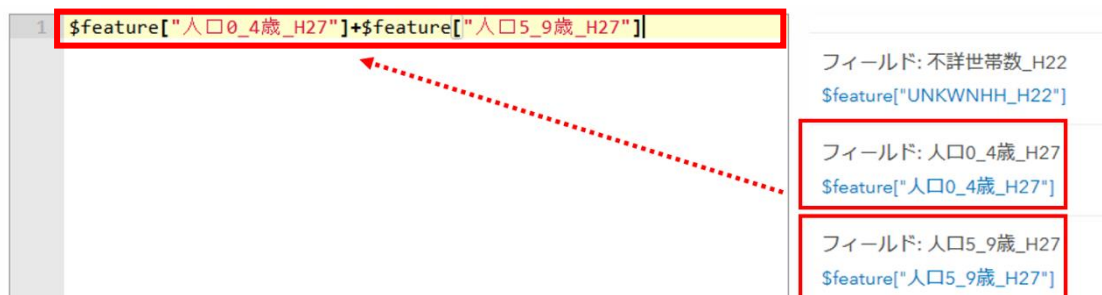 1 $feature["人口0_4歳_H27"]+$feature["人口5_9歳_H27"]
フィールド: 不詳世帯数_H22
$feature["UNKWNHH_H22"]
フィールド: 人口0_4歳_H27
$feature["人口0_4歳_H27"]
フィールド: 人口5_9歳_H27
$feature["人口5_9歳_H27"]